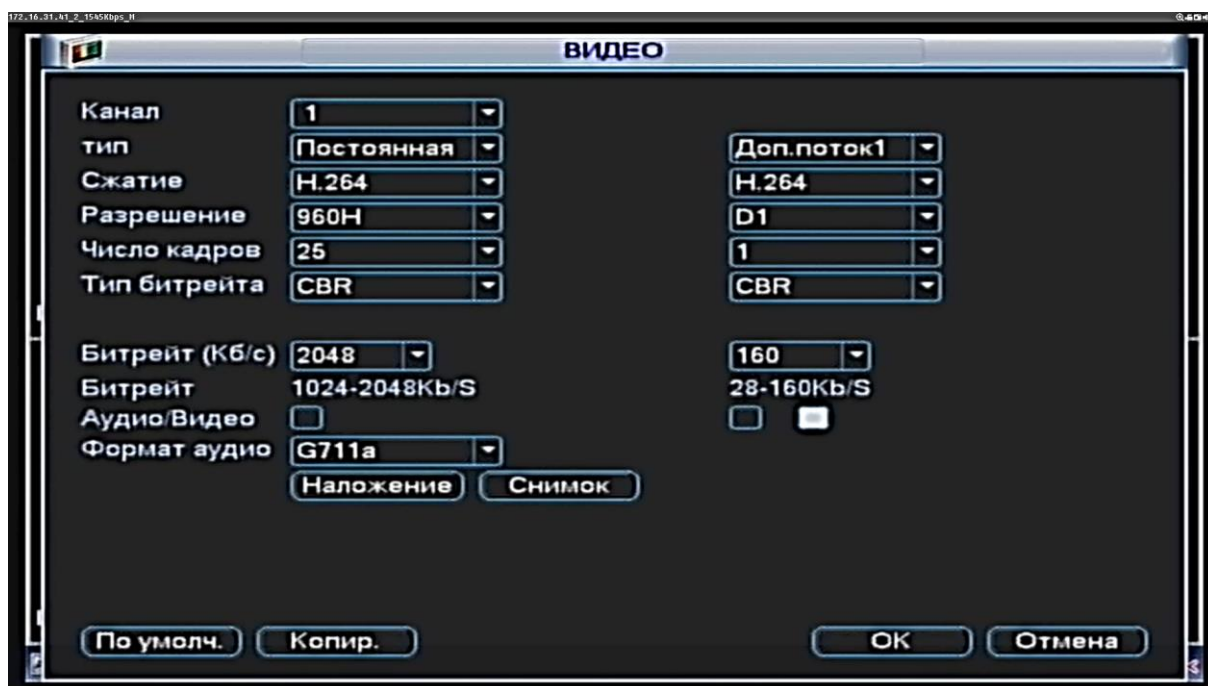 172.16.31.41_2_1545Kbps_M
ВИДЕО
Канал 1
тип Постоянная Доп.поток1
Сжатие H.264 H.264
Разрешение 960H D1
Число кадров 25 1
Тип битрейта CBR CBR
Битрейт (Кб/с) 2048 160
Битрейт 1024-2048Kb/S 28-160Kb/S
Аудио/Видео
Формат аудио G711a
Наложение Снимок
По умолч. Копир. OK Отмена